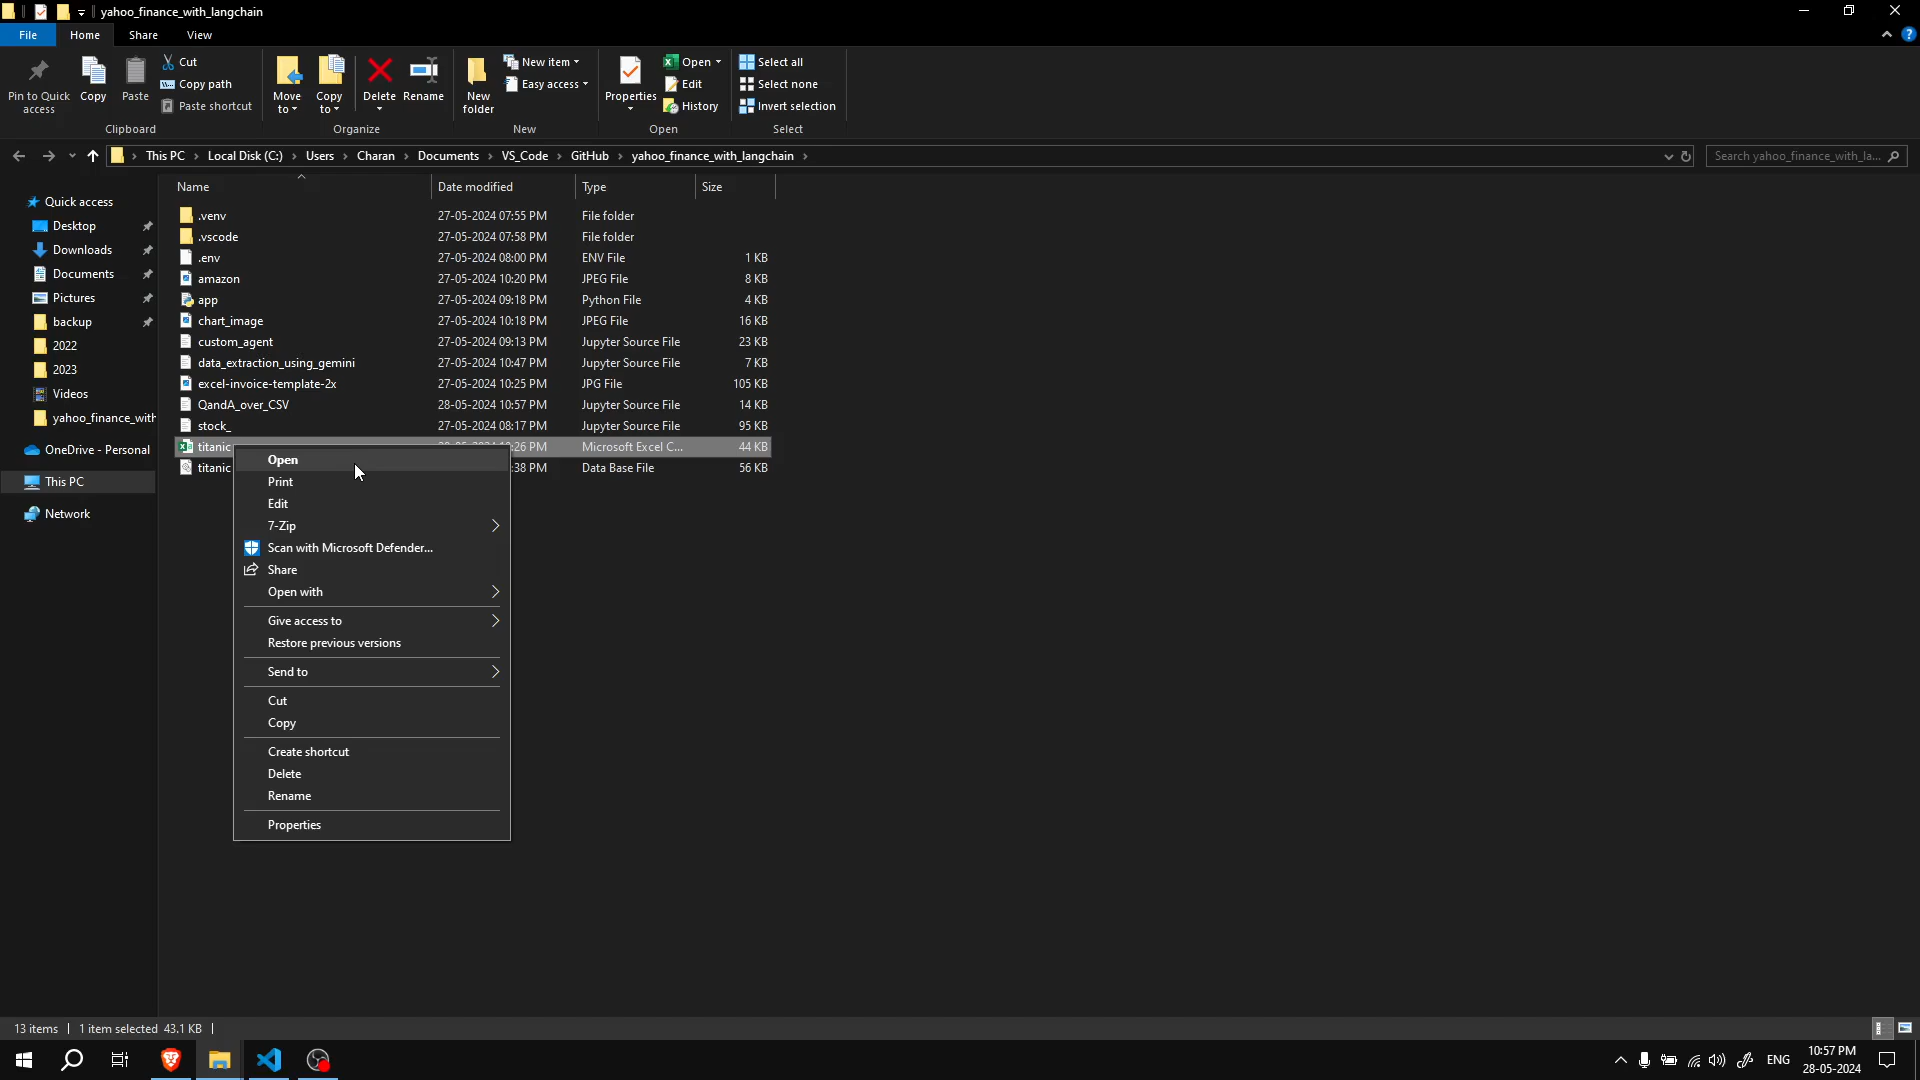 yahoo_finance_with_langchain
File Home Share View
Pin to Quick access
Copy
Paste
Cut
Copy path
Paste shortcut
Clipboard
Move to
Copy to
Delete
Rename
Organize
New folder
New item
Easy access
New
Properties
Open
Edit
History
Open
Select all
Select none
Invert selection
Select
This PC Local Disk (C:) Users Charan Documents VS_Code GitHub yahoo_finance_with_langchain
Search yahoo_finance_with_la...
Quick access
Desktop
Downloads
Documents
Pictures
backup
2022
2023
Videos
yahoo_finance_with
OneDrive - Personal
This PC
Network
Name Date modified Type Size
.venv 27-05-2024 07:55 PM File folder
.vscode 27-05-2024 07:58 PM File folder
.env 27-05-2024 08:00 PM ENV File 1 KB
amazon 27-05-2024 10:20 PM JPEG File 8 KB
app 27-05-2024 09:18 PM Python File 4 KB
chart_image 27-05-2024 10:18 PM JPEG File 16 KB
custom_agent 27-05-2024 09:13 PM Jupyter Source File 23 KB
data_extraction_using_gemini 27-05-2024 10:47 PM Jupyter Source File 7 KB
excel-invoice-template-2x 27-05-2024 10:25 PM JPG File 105 KB
QandA_over_CSV 28-05-2024 10:57 PM Jupyter Source File 14 KB
stock_ 27-05-2024 08:17 PM Jupyter Source File 95 KB
titanic :26 PM Microsoft Excel C... 44 KB
titanic :38 PM Data Base File 56 KB
Open
Print
Edit
7-Zip
Scan with Microsoft Defender...
Share
Open with
Give access to
Restore previous versions
Send to
Cut
Copy
Create shortcut
Delete
Rename
Properties
13 items 1 item selected 43.1 KB
ENG
10:57 PM
28-05-2024